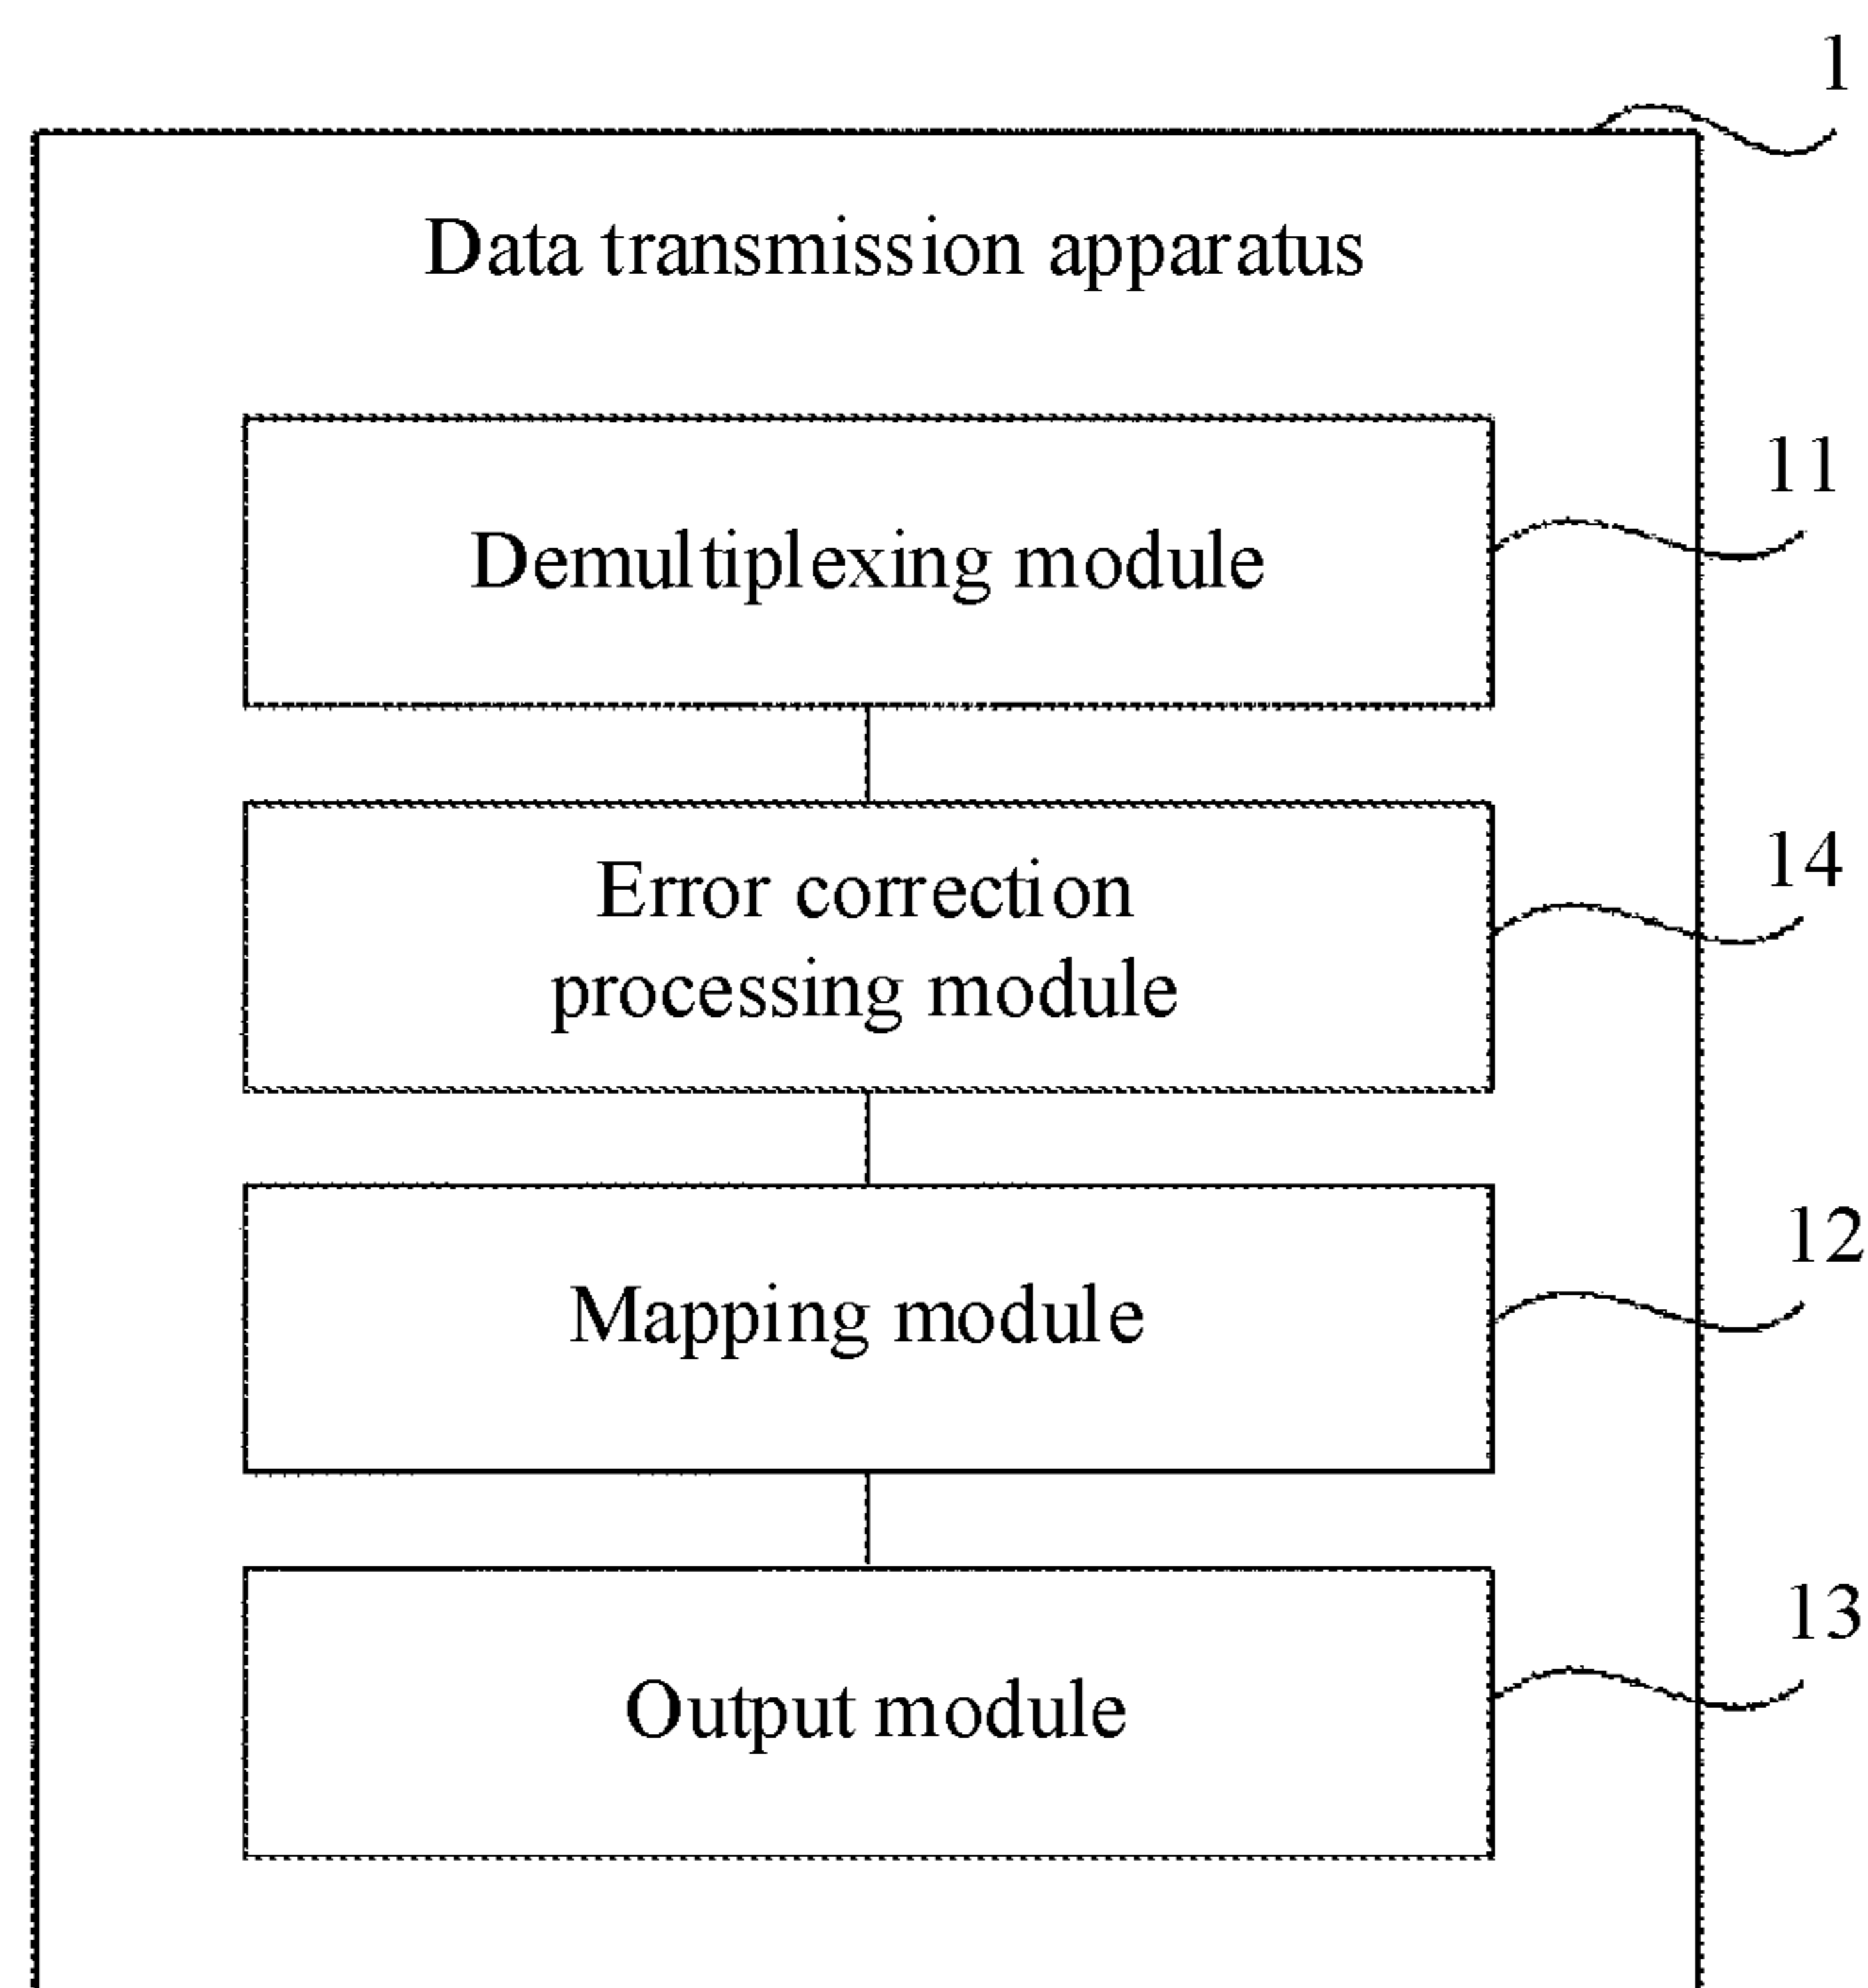 1
Data transmission apparatus
11
Demultiplexing module
14
Error correction
processing module
12
Mapping module
13
Output module